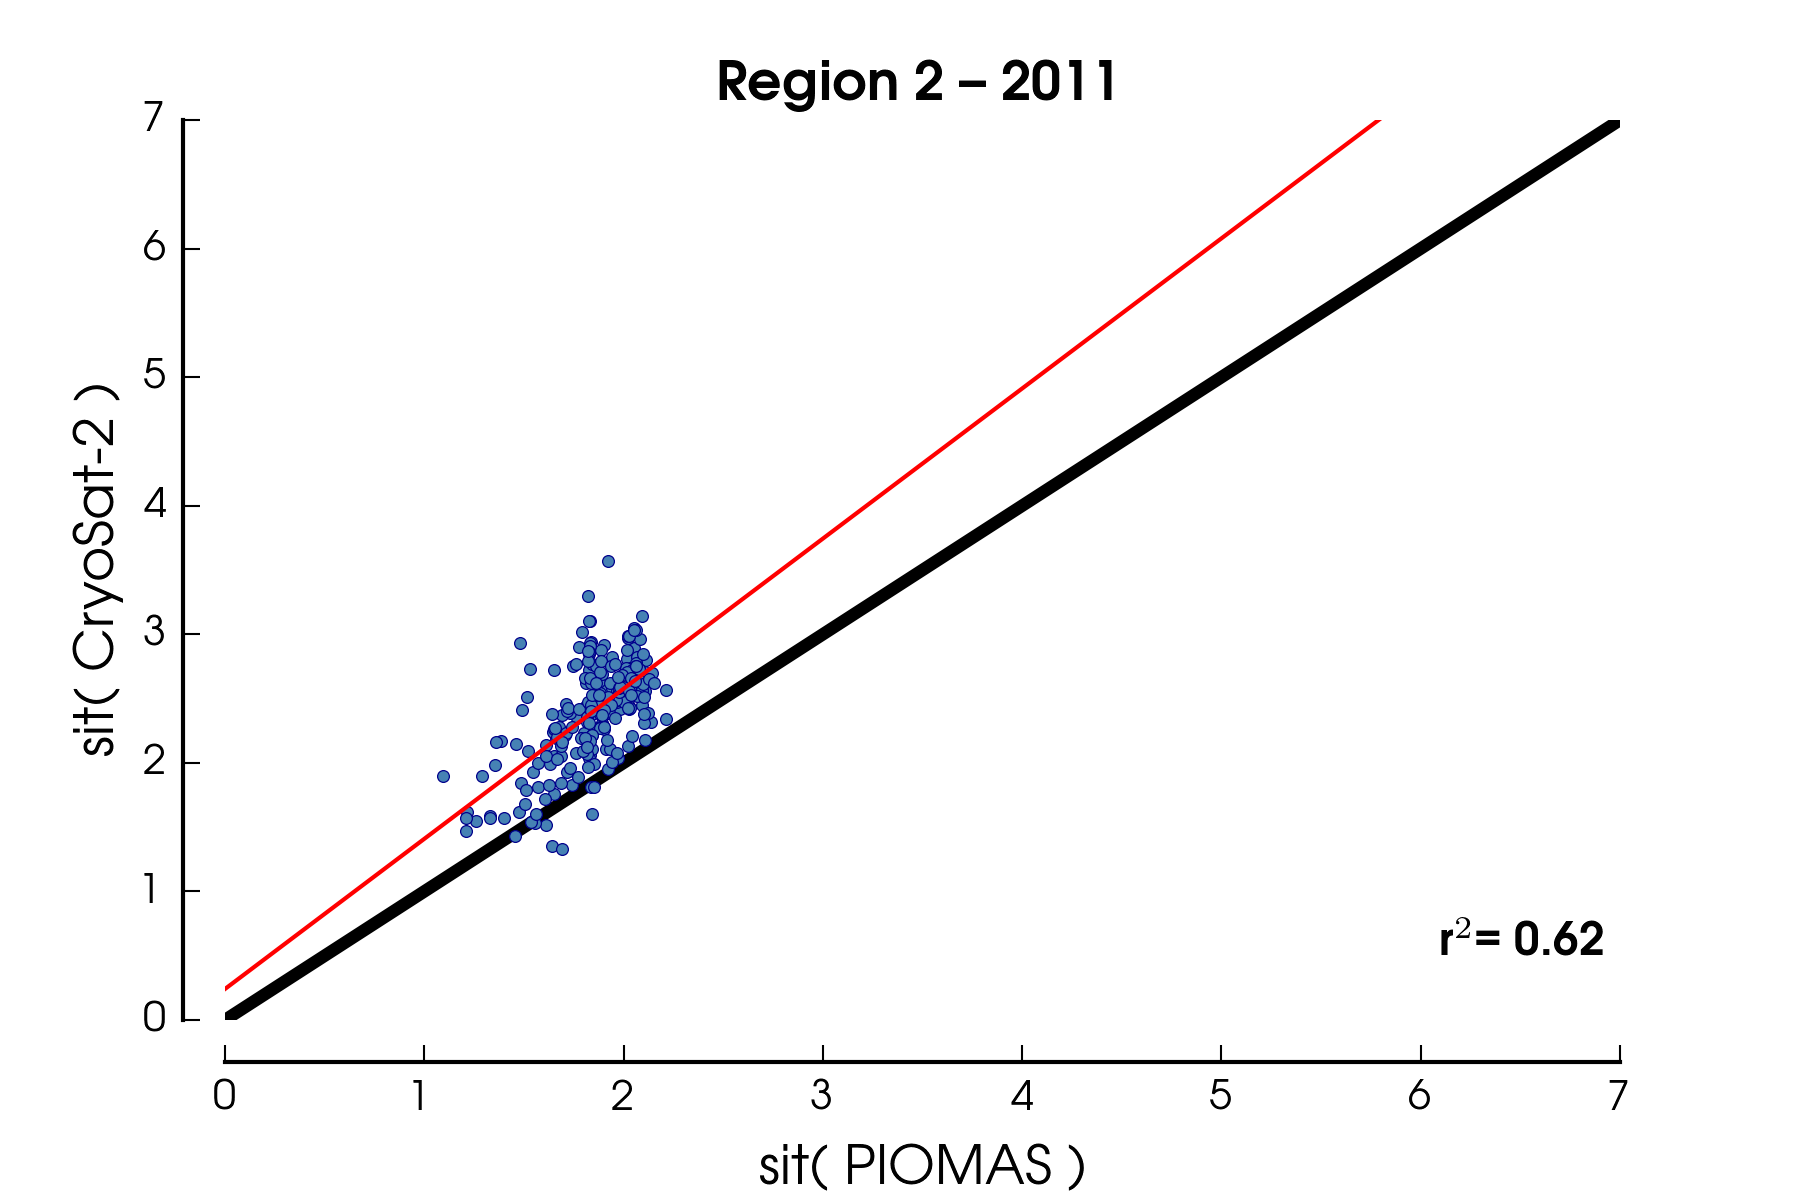 Region 2 – 2011
7
6
5
4
3
2
1
0
sit( CryoSat-2 )
r²= 0.62
0 1 2 3 4 5 6 7
sit( PIOMAS )